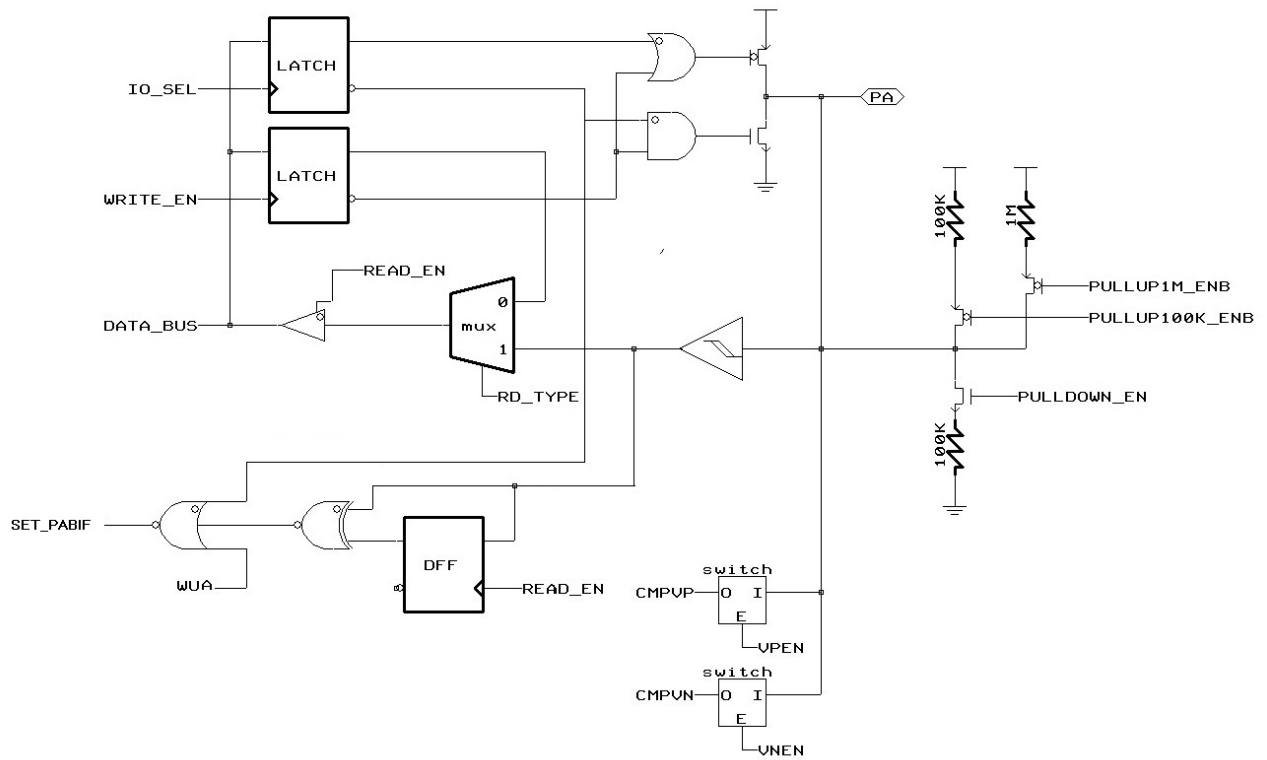 LATCH
IO_SEL
PA
LATCH
WRITE_EN
100K
1M
READ_EN
PULLUP1M_ENB
0
PULLUP100K_ENB
DATA_BUS
mux
1
RD_TYPE
PULLDOWN_EN
100K
SET_PABIF
DFF
WUA
READ_EN
switch
CMPVP
O I
E
VPEN
switch
CMPVN
O I
E
VNEN